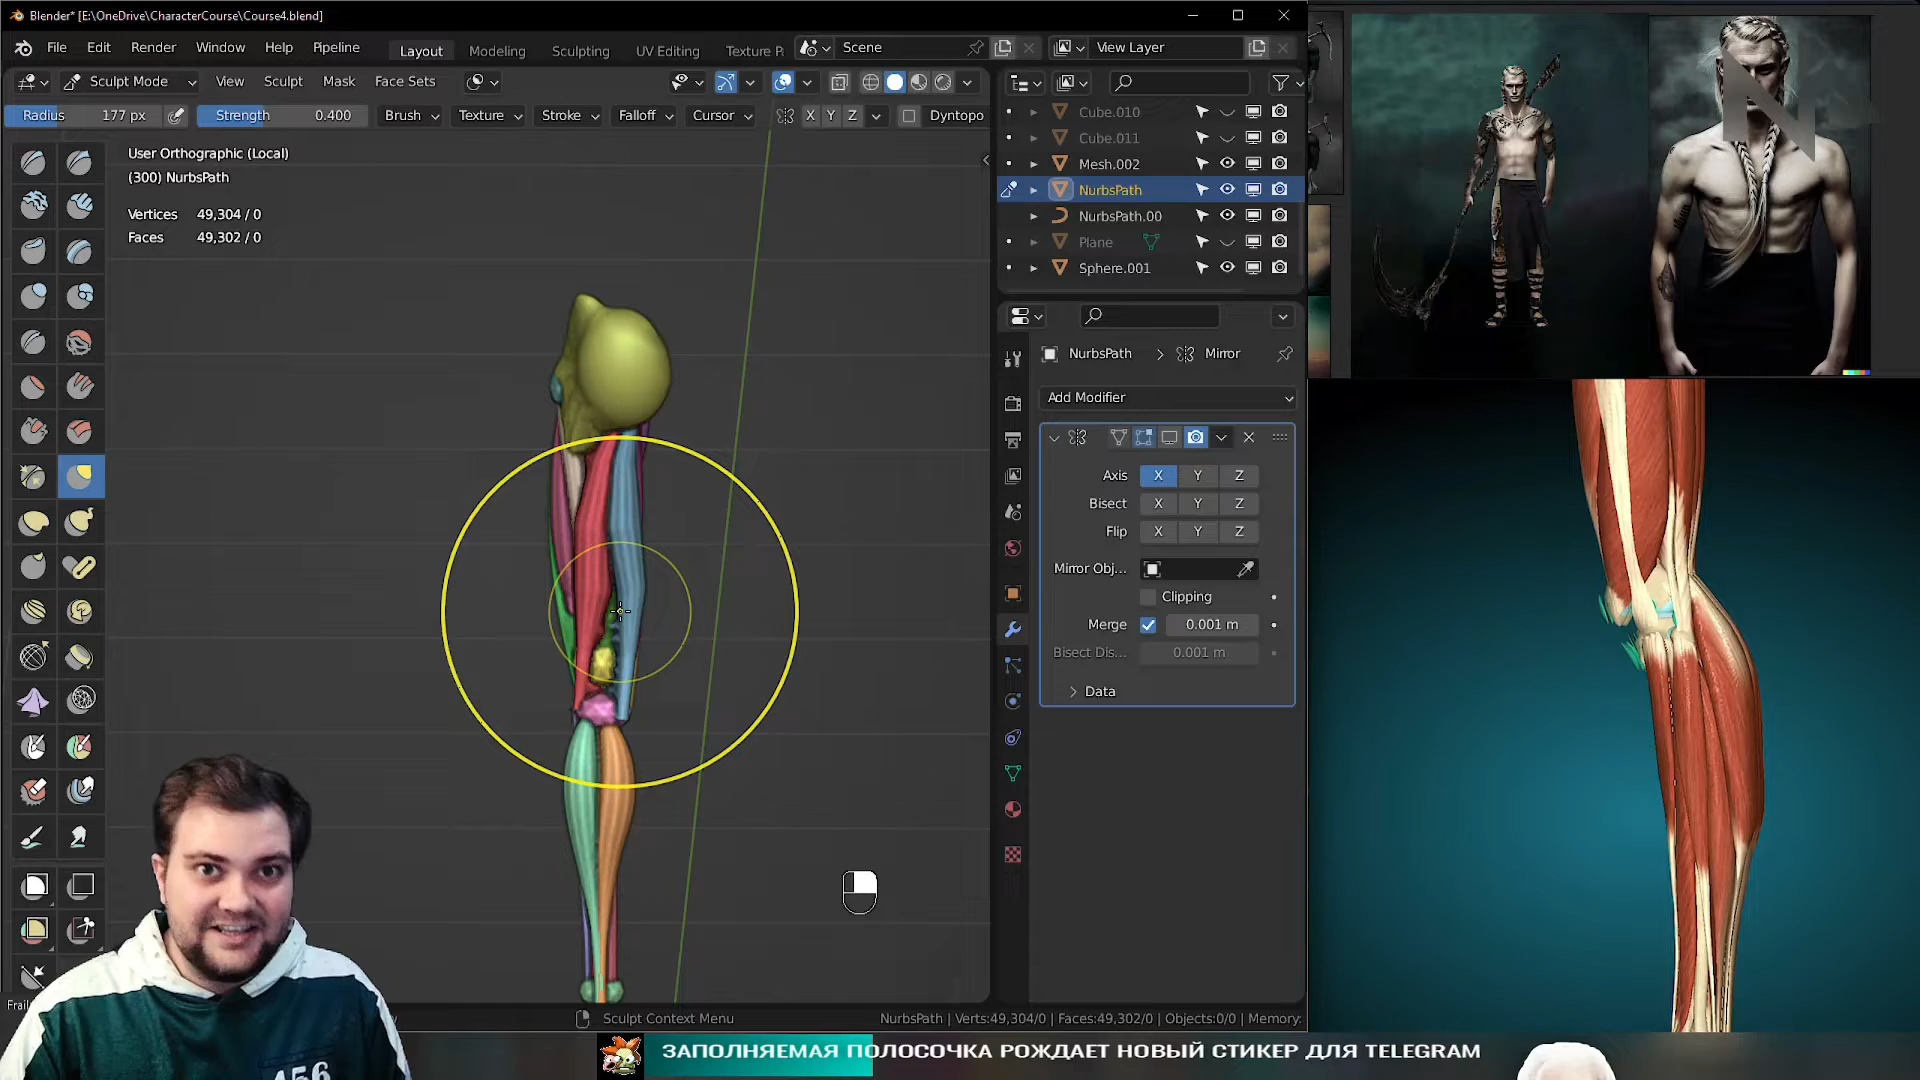 Blender* [E:\OneDrive\CharacterCourse\Course4.blend]
File Edit Render Window Help Pipeline Layout Modeling Sculpting UV Editing Texture P Scene View Layer
Sculpt Mode View Sculpt Mask Face Sets
Radius 177 px Strength 0.400 Brush Texture Stroke Falloff Cursor X Y Z Dyntopo
User Orthographic (Local)
(300) NurbsPath
Vertices 49,304 / 0
Faces 49,302 / 0
Cube.010
Cube.011
Mesh.002
NurbsPath
NurbsPath.00
Plane
Sphere.001
NurbsPath Mirror
Add Modifier
Axis X Y Z
Bisect X Y Z
Flip X Y Z
Mirror Obj...
Clipping
Merge 0.001 m
Bisect Dis... 0.001 m
Data
456
Sculpt Context Menu
NurbsPath | Verts:49,304/0 | Faces:49,302/0 | Objects:0/0 | Memory:
ЗАПОЛНЯЕМАЯ ПОЛОСОЧКА РОЖДАЕТ НОВЫЙ СТИКЕР ДЛЯ TELEGRAM